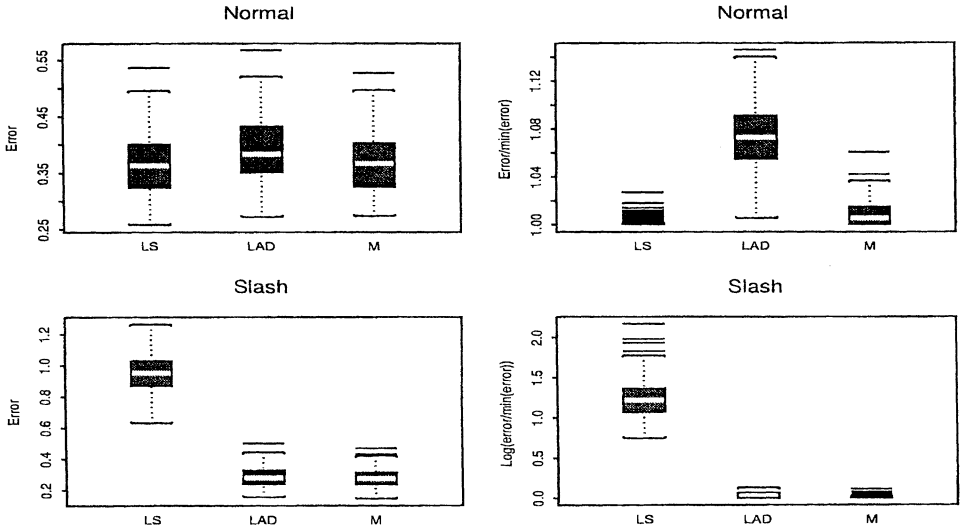 Normal
Error
0.55
0.45
0.35
0.25
LS
LAD
M
Normal
Error/min(error)
1.12
1.08
1.04
1.00
LS
LAD
M
Slash
Error
1.2
1.0
0.8
0.6
0.4
0.2
LS
LAD
M
Slash
Log(error/min(error))
2.0
1.5
1.0
0.5
0.0
LS
LAD
M